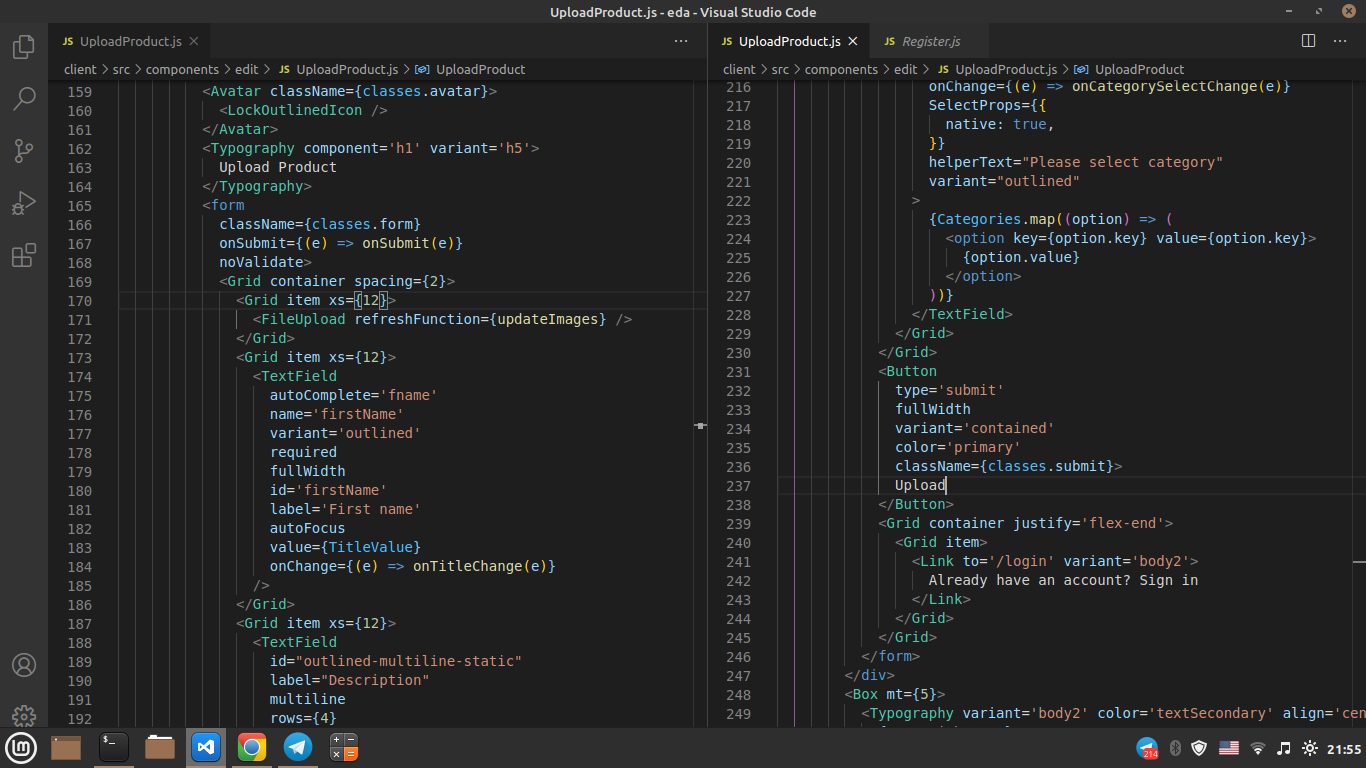 UploadProduct.js - eda - Visual Studio Code
JS UploadProduct.js
client > src > components > edit > JS UploadProduct.js > UploadProduct
159 <Avatar className={classes.avatar}>
160 <LockOutlinedIcon />
161 </Avatar>
162 <Typography component='h1' variant='h5'>
163 Upload Product
164 </Typography>
165 <form
166 className={classes.form}
167 onSubmit={(e) => onSubmit(e)}
168 noValidate>
169 <Grid container spacing={2}>
170 <Grid item xs={12}>
171 <FileUpload refreshFunction={updateImages} />
172 </Grid>
173 <Grid item xs={12}>
174 <TextField
175 autoComplete='fname'
176 name='firstName'
177 variant='outlined'
178 required
179 fullWidth
180 id='firstName'
181 label='First name'
182 autoFocus
183 value={TitleValue}
184 onChange={(e) => onTitleChange(e)}
185 />
186 </Grid>
187 <Grid item xs={12}>
188 <TextField
189 id="outlined-multiline-static"
190 label="Description"
191 multiline
192 rows={4}
JS UploadProduct.js JS Register.js
client > src > components > edit > JS UploadProduct.js > UploadProduct
216 onChange={(e) => onCategorySelectChange(e)}
217 SelectProps={{
218 native: true,
219 }}
220 helperText="Please select category"
221 variant="outlined"
222 >
223 {Categories.map((option) => (
224 <option key={option.key} value={option.key}>
225 {option.value}
226 </option>
227 ))}
228 </TextField>
229 </Grid>
230 </Grid>
231 <Button
232 type='submit'
233 fullWidth
234 variant='contained'
235 color='primary'
236 className={classes.submit}>
237 Upload
238 </Button>
239 <Grid container justify='flex-end'>
240 <Grid item>
241 <Link to='/login' variant='body2'>
242 Already have an account? Sign in
243 </Link>
244 </Grid>
245 </Grid>
246 </form>
247 </div>
248 <Box mt={5}>
249 <Typography variant='body2' color='textSecondary' align='cen
214
21:55